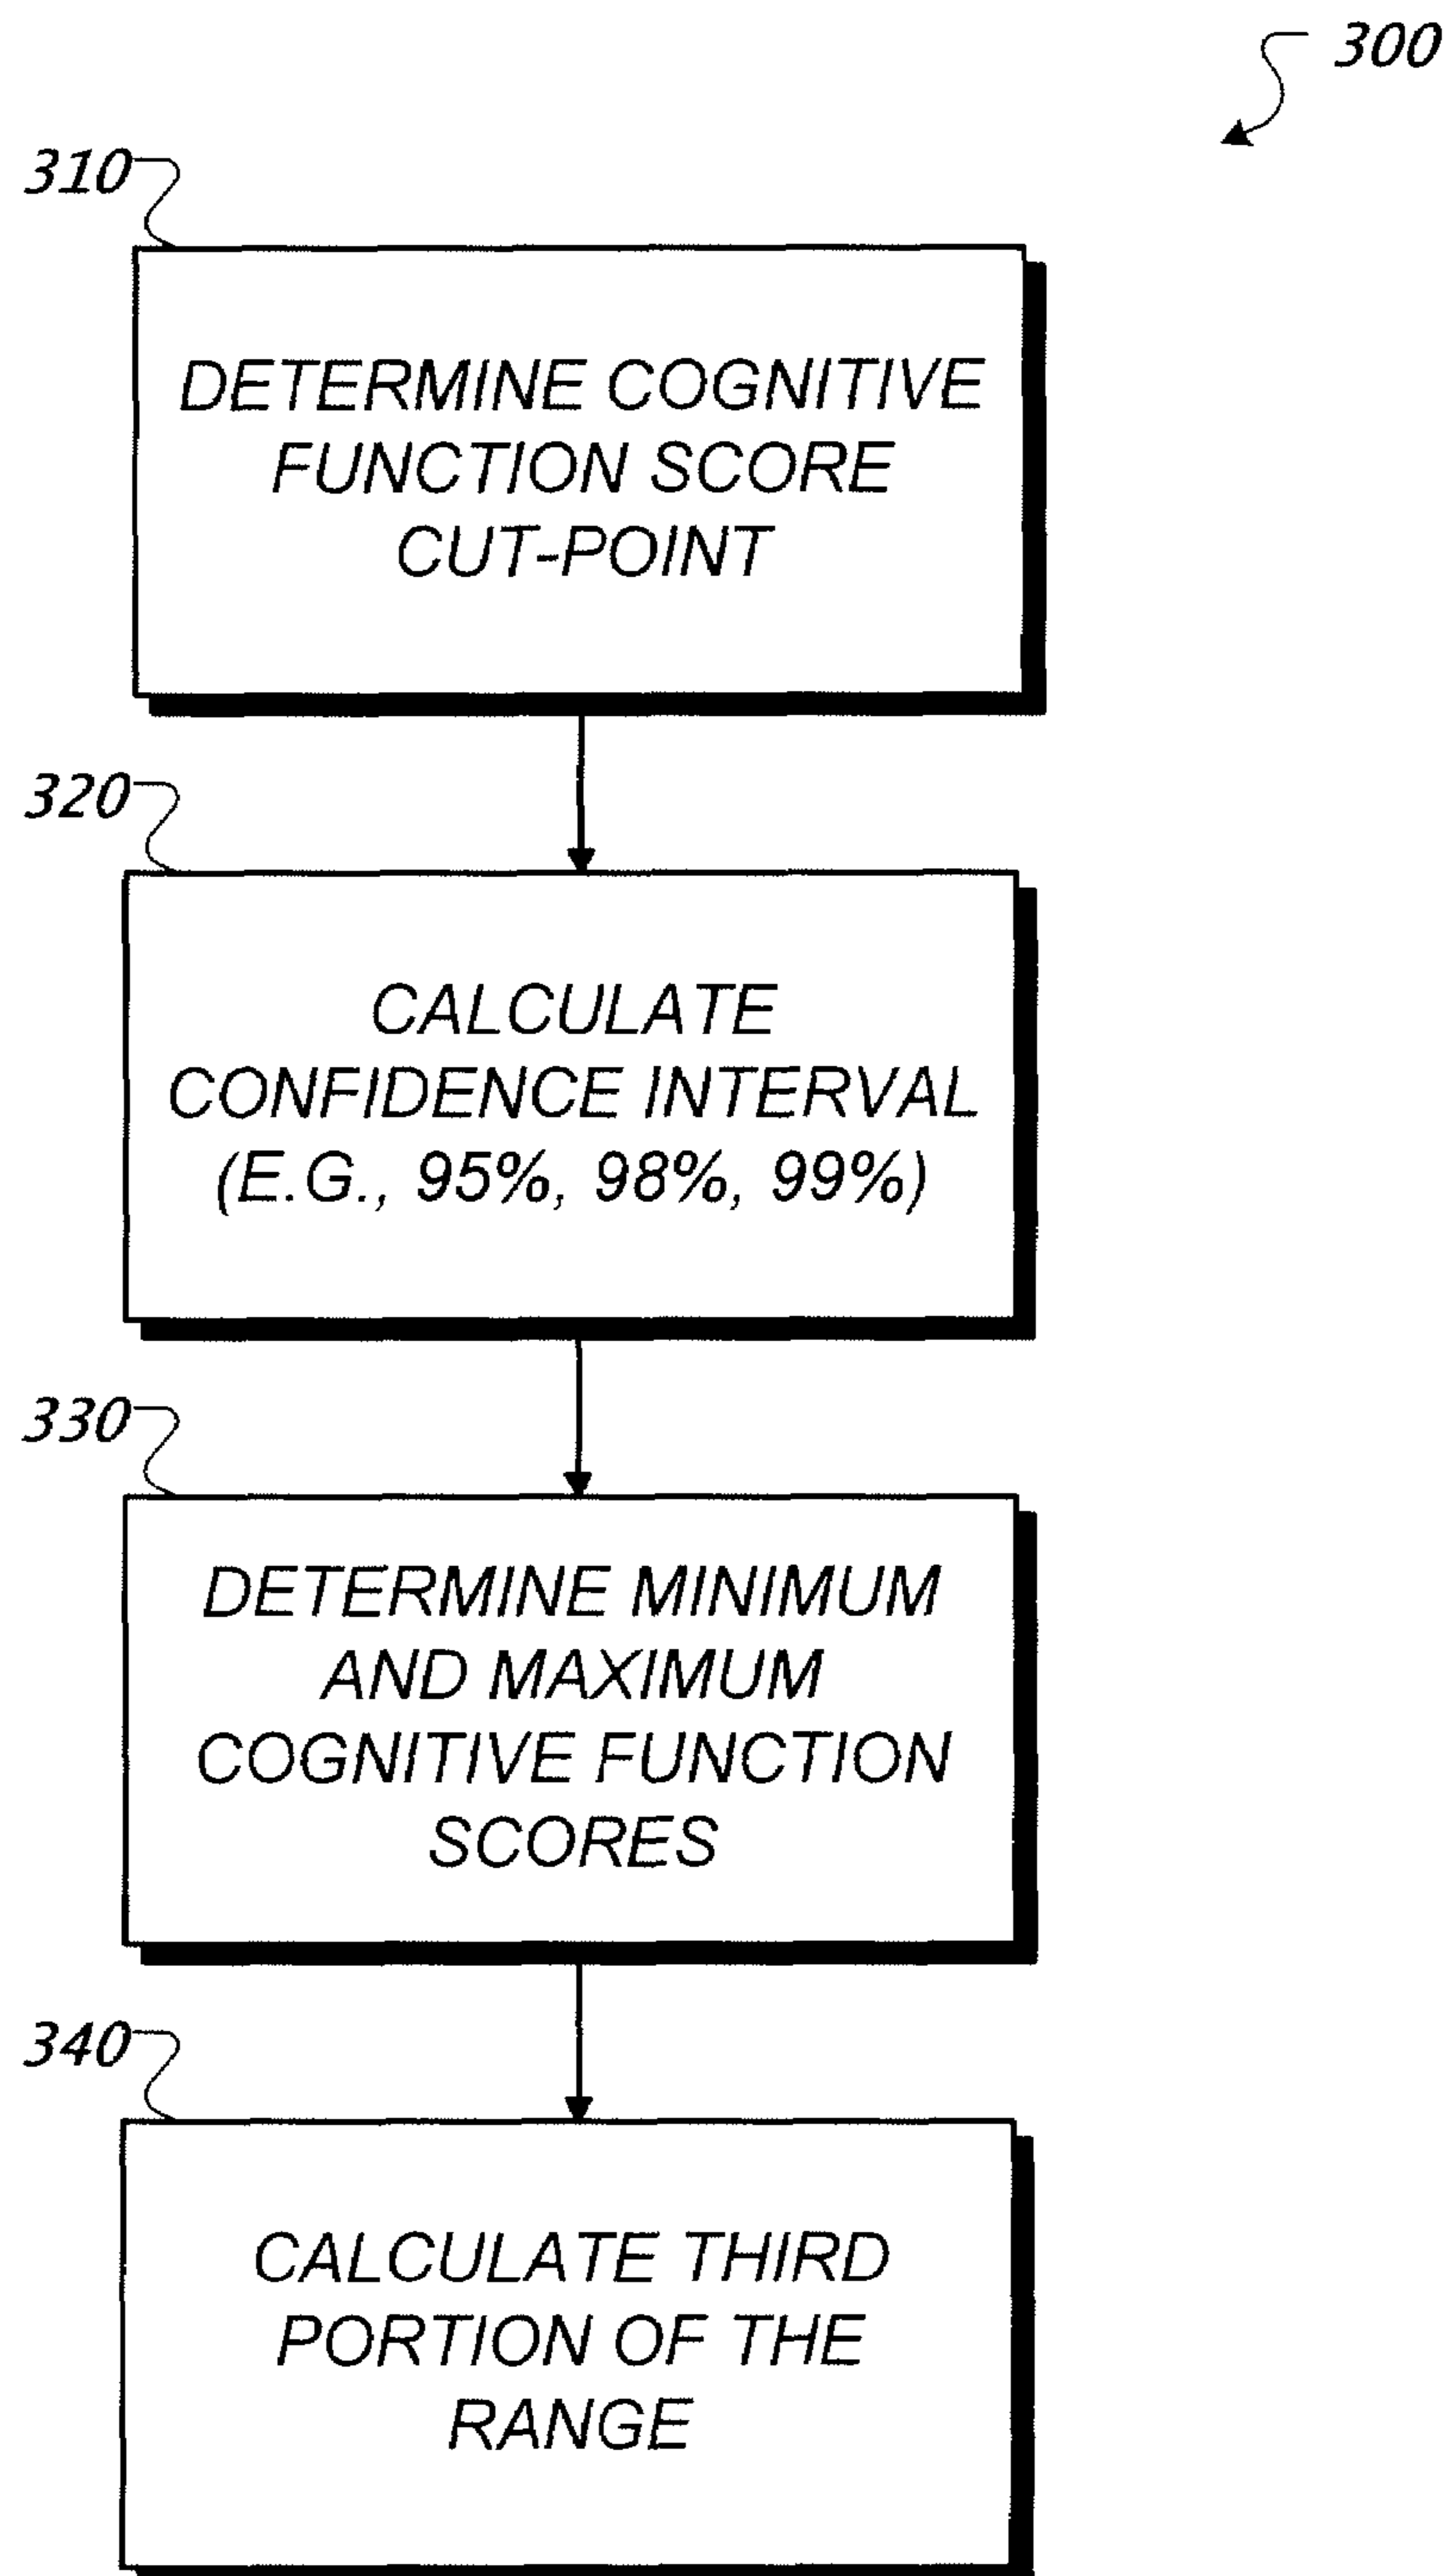 300
310
DETERMINE COGNITIVE
FUNCTION SCORE
CUT-POINT
320
CALCULATE
CONFIDENCE INTERVAL
(E.G., 95%, 98%, 99%)
330
DETERMINE MINIMUM
AND MAXIMUM
COGNITIVE FUNCTION
SCORES
340
CALCULATE THIRD
PORTION OF THE
RANGE